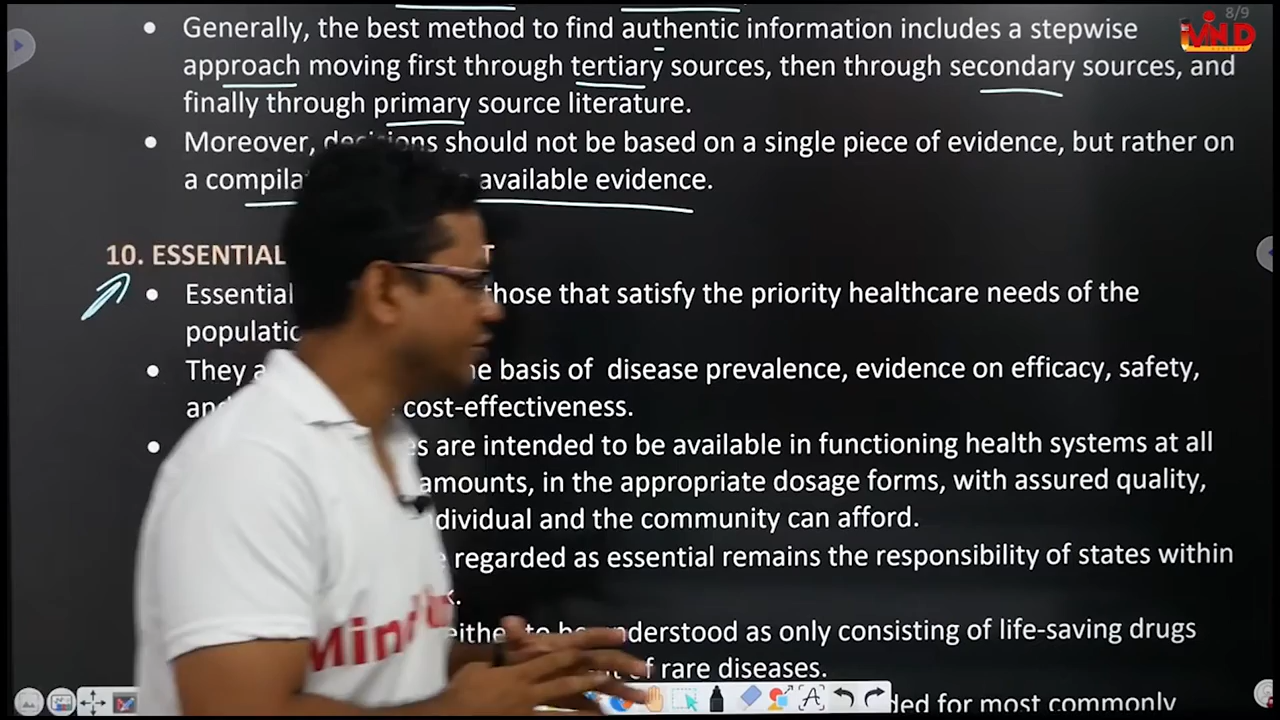 8/9
MIND
• Generally, the best method to find authentic information includes a stepwise
approach moving first through tertiary sources, then through secondary sources, and
finally through primary source literature.
• Moreover, decisions should not be based on a single piece of evidence, but rather on
a compila available evidence.
10. ESSENTIAL T
• Essential those that satisfy the priority healthcare needs of the
populatio
• They a e basis of disease prevalence, evidence on efficacy, safety,
and cost-effectiveness.
• es are intended to be available in functioning health systems at all
amounts, in the appropriate dosage forms, with assured quality,
dividual and the community can afford.
e regarded as essential remains the responsibility of states within
k.
either to be understood as only consisting of life-saving drugs
of rare diseases.
ded for most commonly
Mind